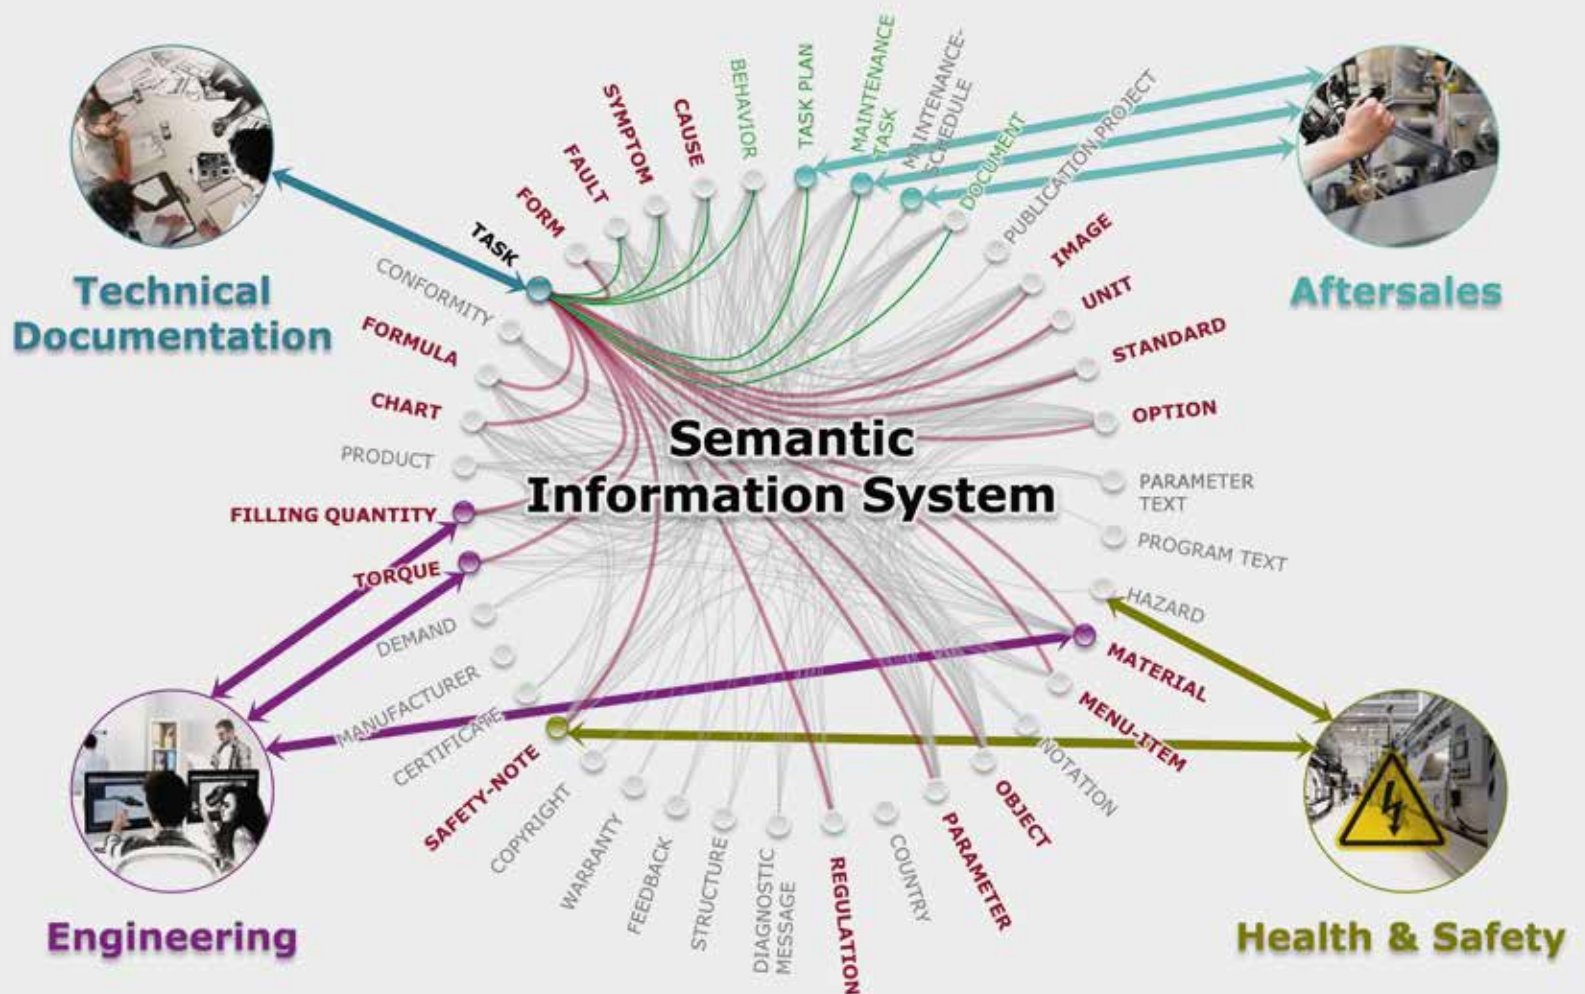 Technical
Documentation
Aftersales
Engineering
Health & Safety
Semantic
Information System
TASK
FORM
FAULT
SYMPTOM
CAUSE
BEHAVIOR
TASK PLAN
MAINTENANCE
TASK
MAINTENANCE-
SCHEDULE
DOCUMENT
PUBLICATION PROJECT
IMAGE
UNIT
STANDARD
OPTION
PARAMETER
TEXT
PROGRAM TEXT
HAZARD
MATERIAL
MENU-ITEM
NOTATION
OBJECT
PARAMETER
COUNTRY
REGULATION
DIAGNOSTIC
MESSAGE
STRUCTURE
FEEDBACK
WARRANTY
COPYRIGHT
SAFETY-NOTE
CERTIFICATE
MANUFACTURER
DEMAND
TORQUE
FILLING QUANTITY
PRODUCT
CHART
FORMULA
CONFORMITY